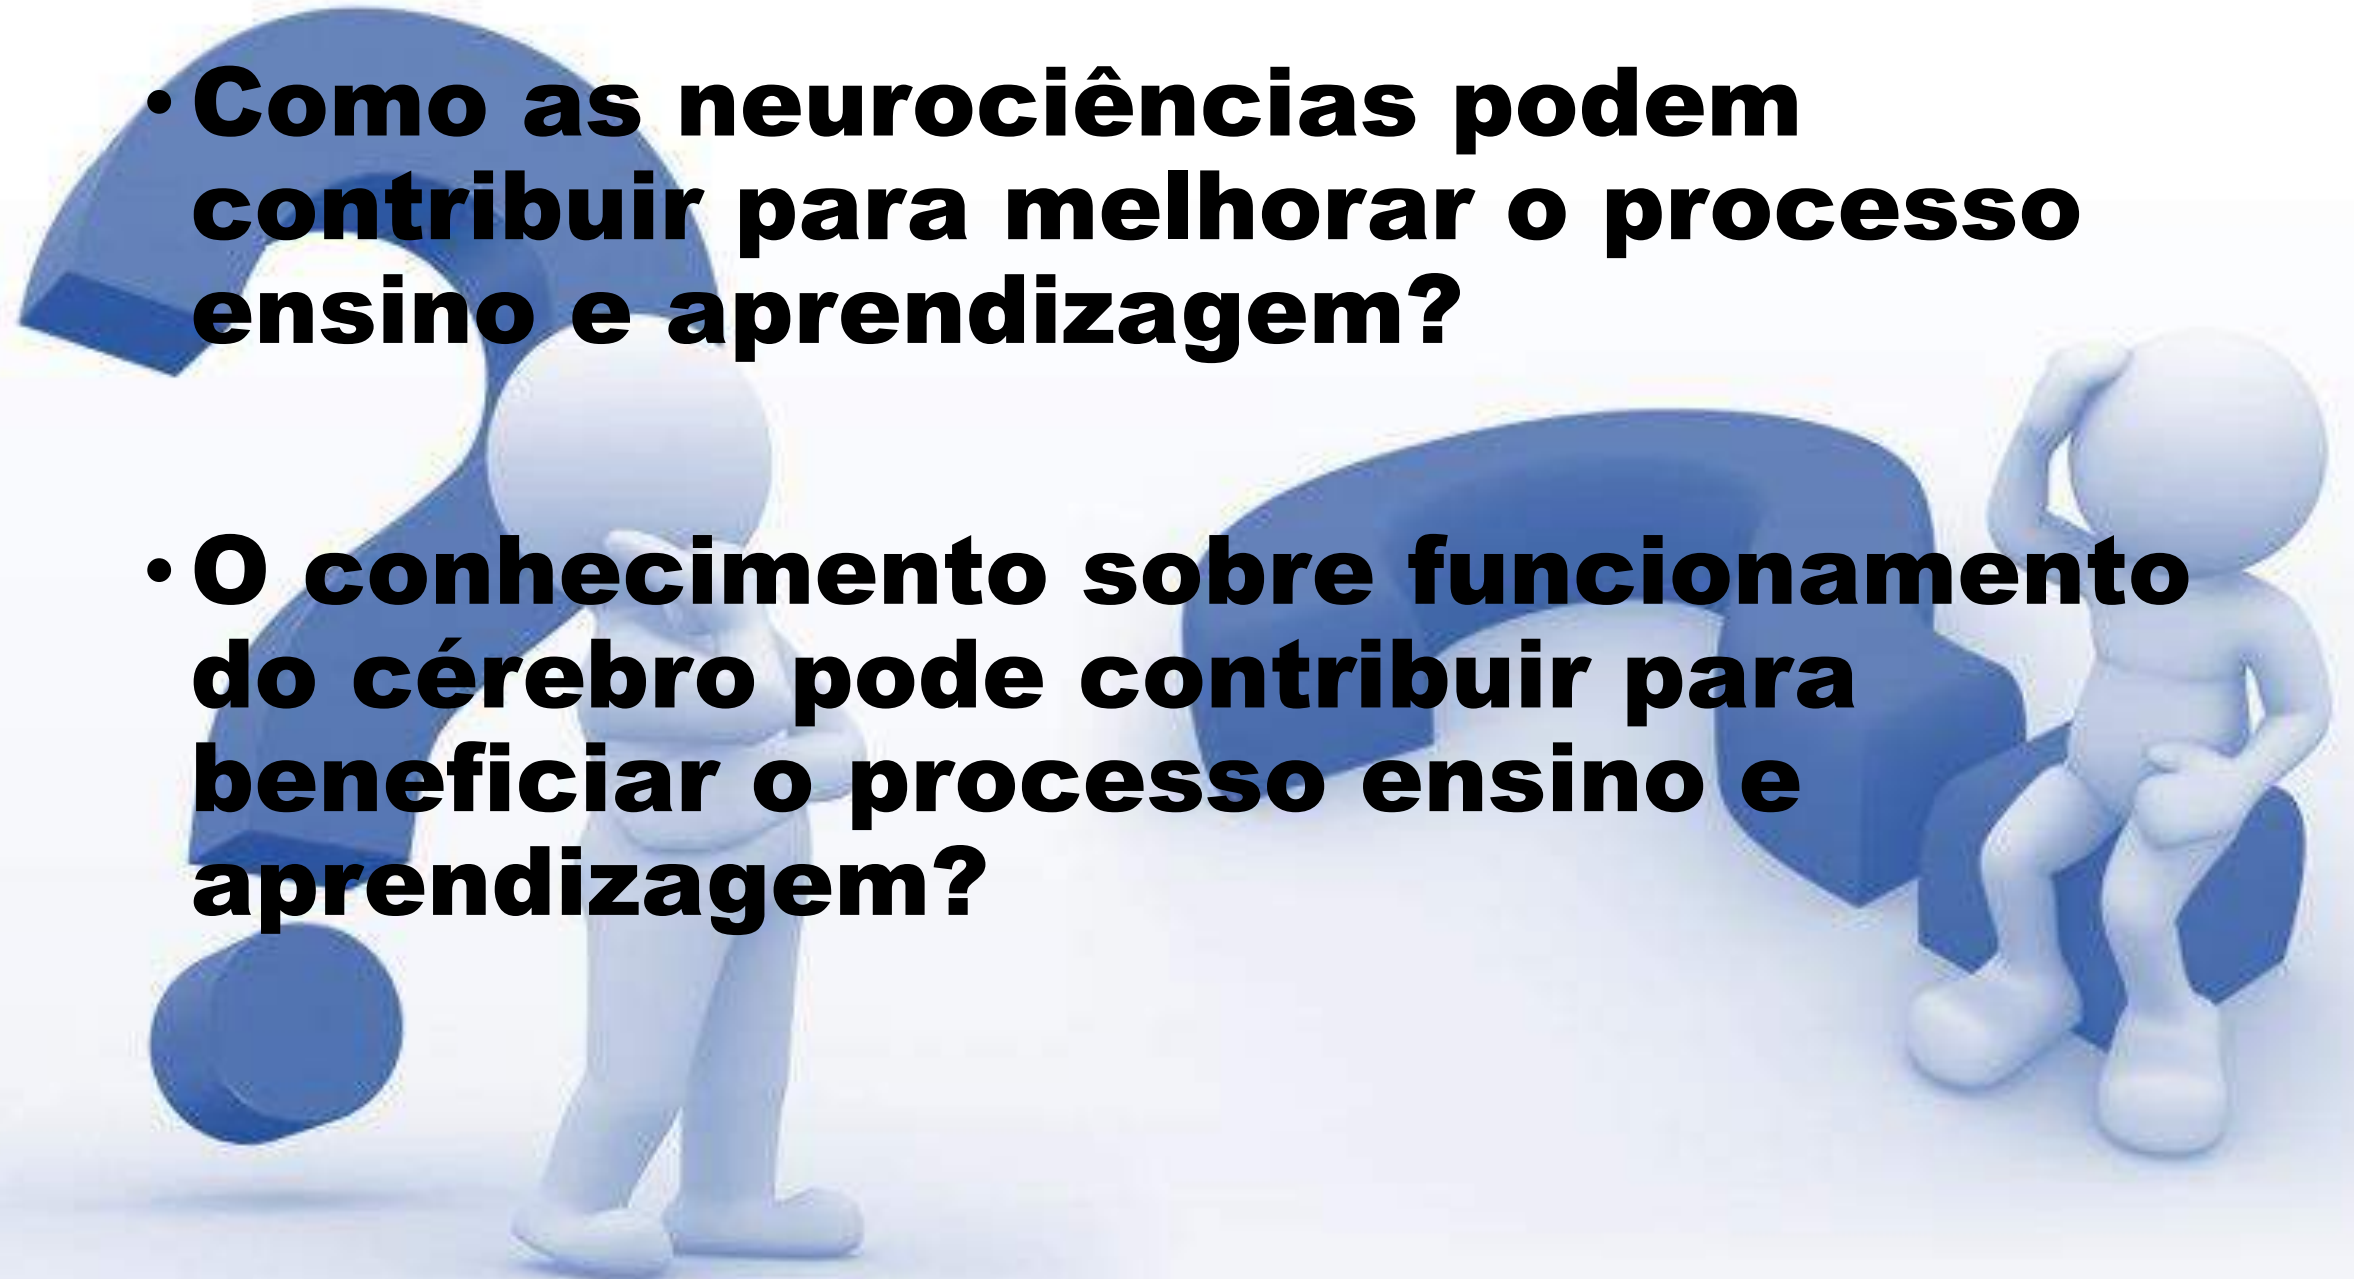 • Como as neurociências podem
contribuir para melhorar o processo
ensino e aprendizagem?
• O conhecimento sobre funcionamento
do cérebro pode contribuir para
beneficiar o processo ensino e
aprendizagem?